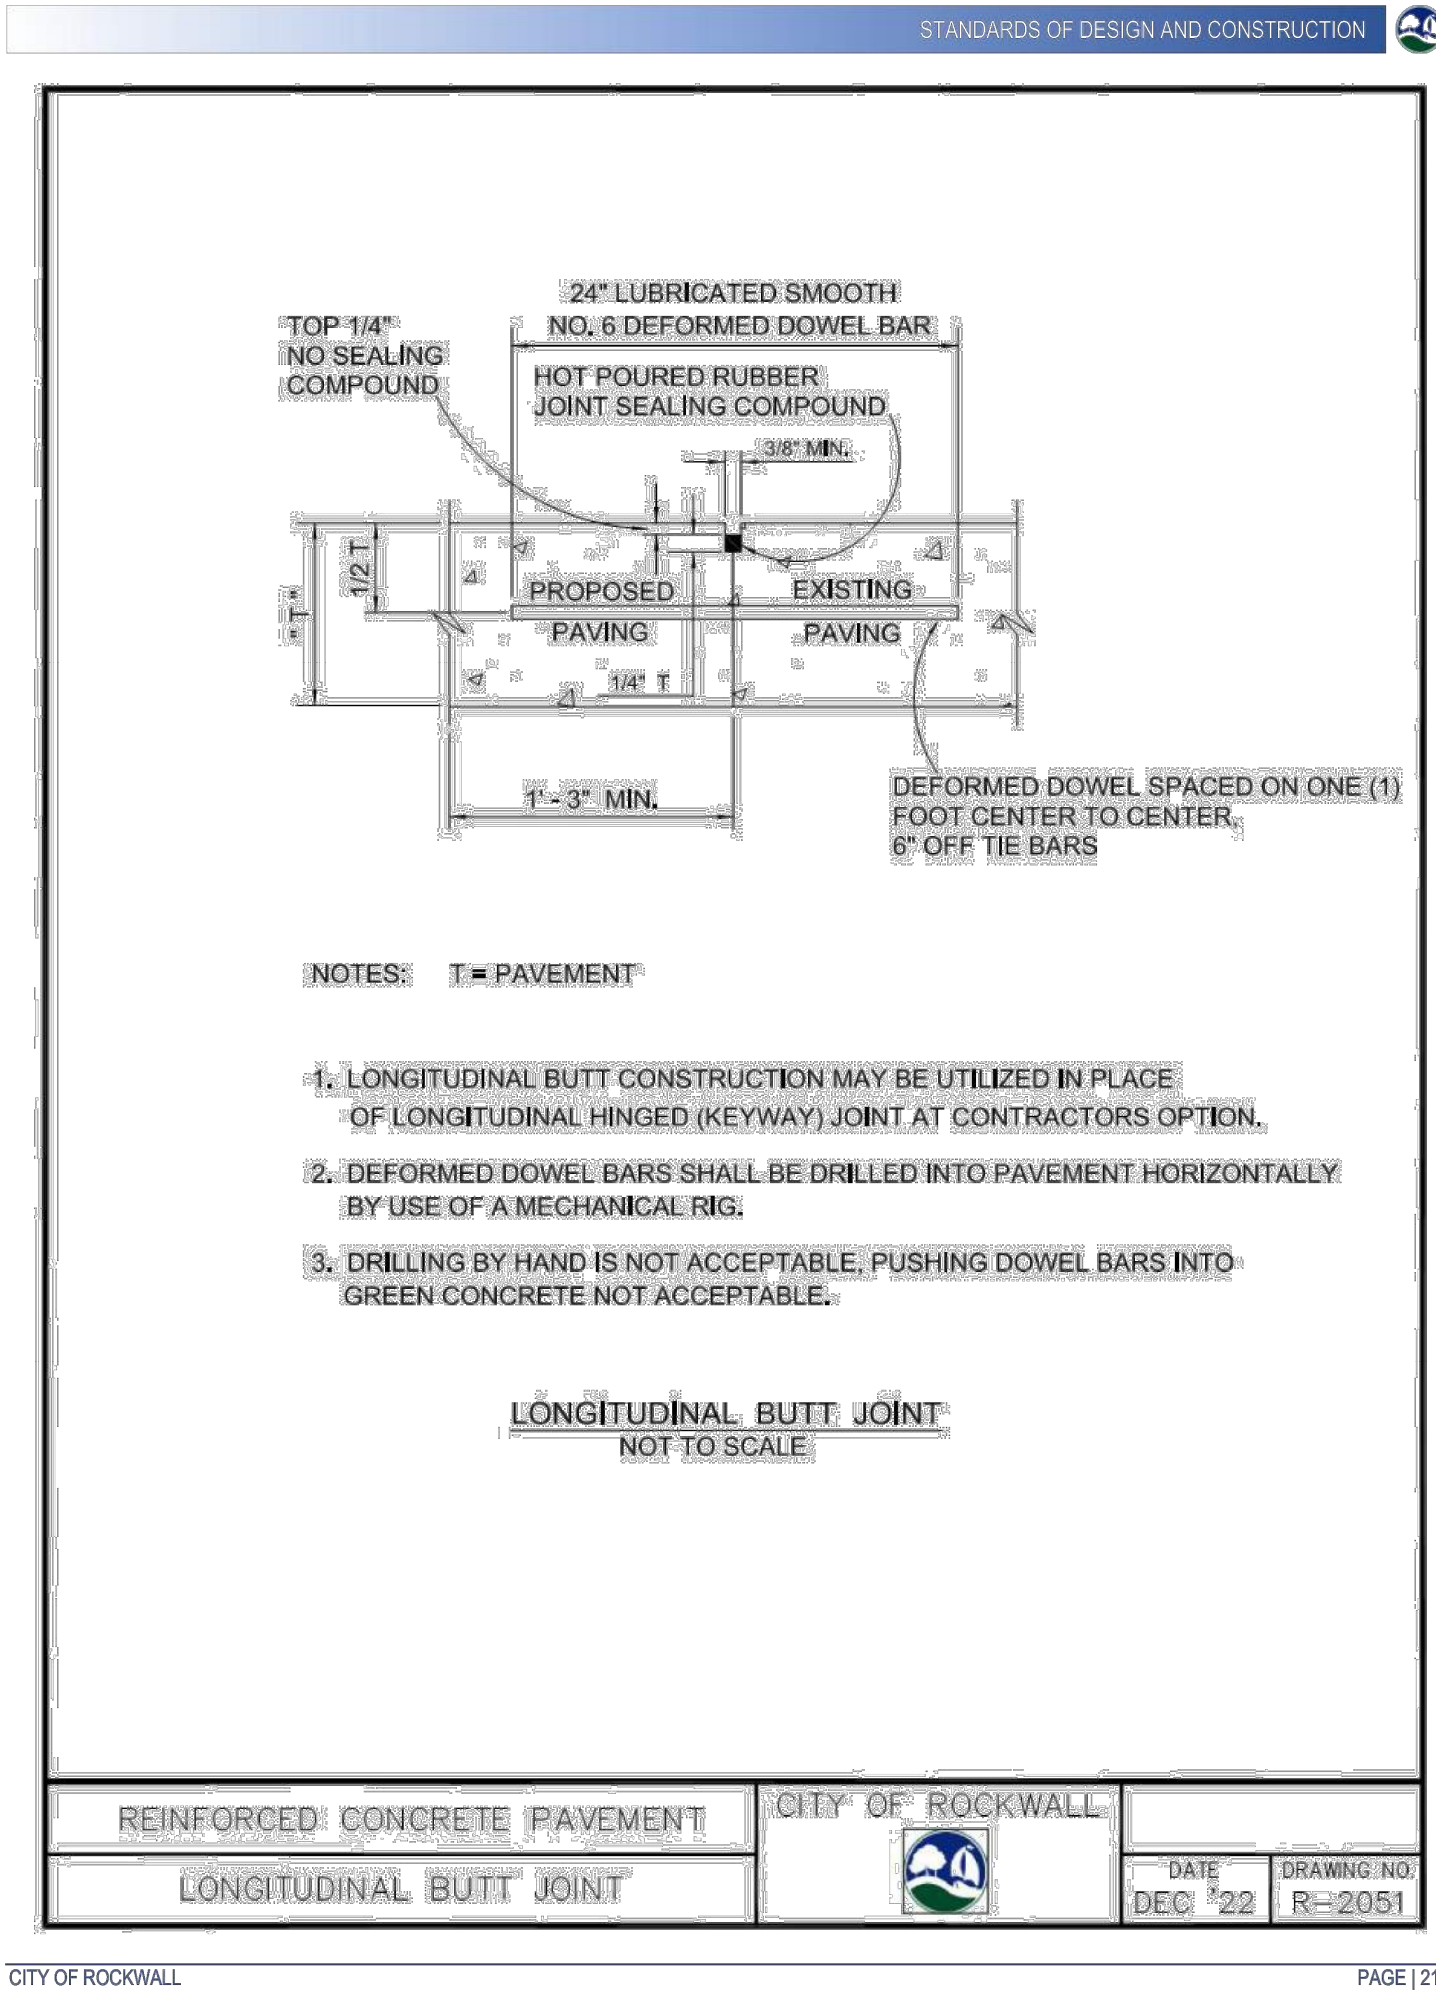 STANDARDS OF DESIGN AND CONSTRUCTION
24" LUBRICATED SMOOTH
NO. 6 DEFORMED DOWEL BAR
TOP 1/4"
NO SEALING
COMPOUND
HOT POURED RUBBER
JOINT SEALING COMPOUND
3/8" MIN.
1/2 T
"T"
PROPOSED
PAVING
EXISTING
PAVING
1/4" T
1' - 3" MIN.
DEFORMED DOWEL SPACED ON ONE (1)
FOOT CENTER TO CENTER,
6" OFF TIE BARS
NOTES: T = PAVEMENT
1. LONGITUDINAL BUTT CONSTRUCTION MAY BE UTILIZED IN PLACE
OF LONGITUDINAL HINGED (KEYWAY) JOINT AT CONTRACTORS OPTION.
2. DEFORMED DOWEL BARS SHALL BE DRILLED INTO PAVEMENT HORIZONTALLY
BY USE OF A MECHANICAL RIG.
3. DRILLING BY HAND IS NOT ACCEPTABLE, PUSHING DOWEL BARS INTO
GREEN CONCRETE NOT ACCEPTABLE.
LONGITUDINAL BUTT JOINT
NOT TO SCALE
REINFORCED CONCRETE PAVEMENT
LONGITUDINAL BUTT JOINT
CITY OF ROCKWALL
DATE
DEC '22
DRAWING NO.
R-2051
CITY OF ROCKWALL
PAGE | 21